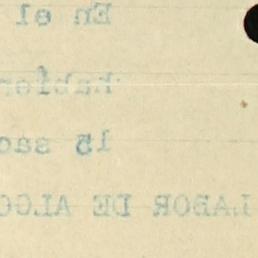 En el
15 sac
LABOR DE ALGO